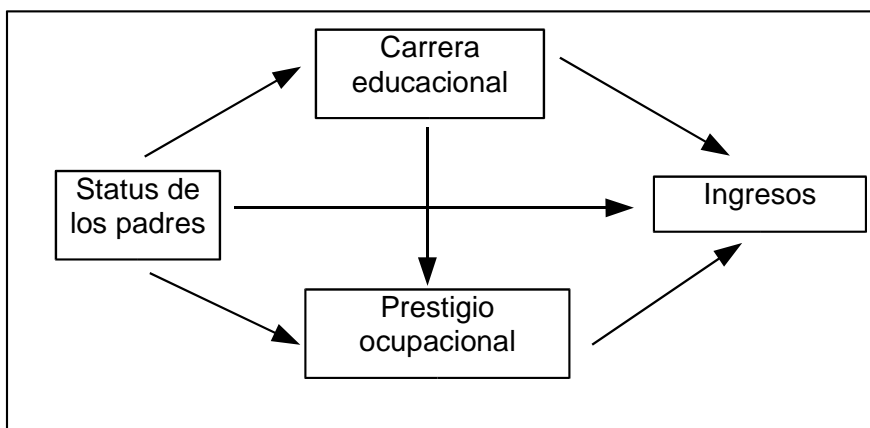 Carrera
educacional
Status de
los padres
Ingresos
Prestigio
ocupacional